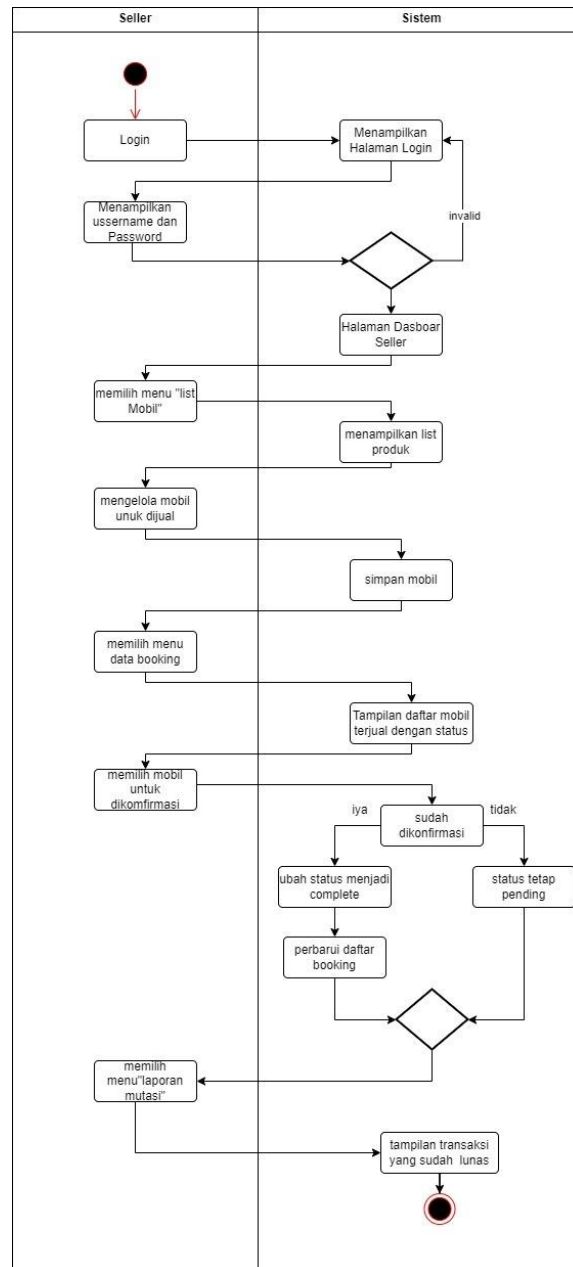 Seller
Sistem
Login
Menampilkan
Halaman Login
Menampilkan
ussername dan
Password
invalid
Halaman Dasboar
Seller
memilih menu "list
Mobil"
menampilkan list
produk
mengelola mobil
unuk dijual
simpan mobil
memilih menu
data booking
Tampilan daftar mobil
terjual dengan status
memilih mobil
untuk
dikomfirmasi
iya
sudah
dikonfirmasi
tidak
ubah status menjadi
complete
status tetap
pending
perbarui daftar
booking
memilih
menu"laporan
mutasi"
tampilan transaksi
yang sudah lunas